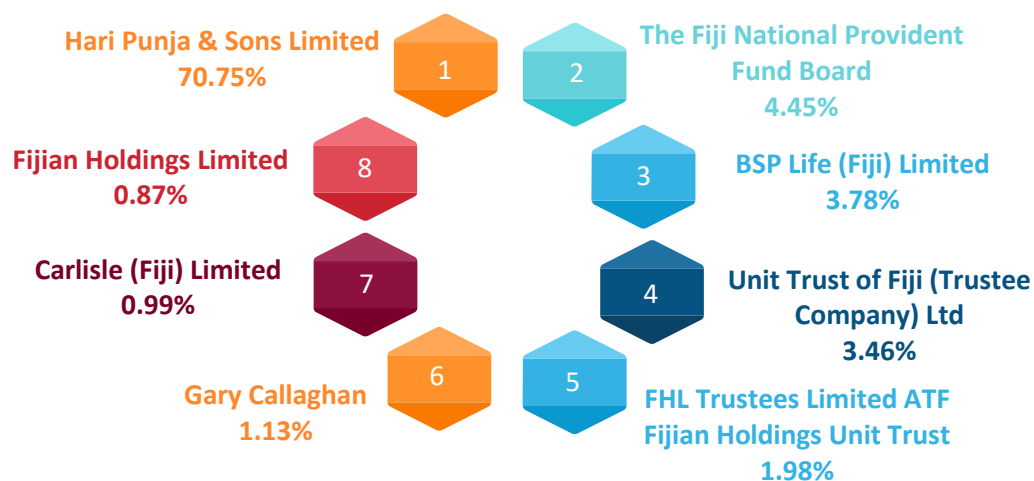 Hari Punja & Sons Limited
70.75%
1
2
The Fiji National Provident
Fund Board
4.45%
3
BSP Life (Fiji) Limited
3.78%
4
Unit Trust of Fiji (Trustee
Company) Ltd
3.46%
5
FHL Trustees Limited ATF
Fijian Holdings Unit Trust
1.98%
6
Gary Callaghan
1.13%
7
Carlisle (Fiji) Limited
0.99%
8
Fijian Holdings Limited
0.87%